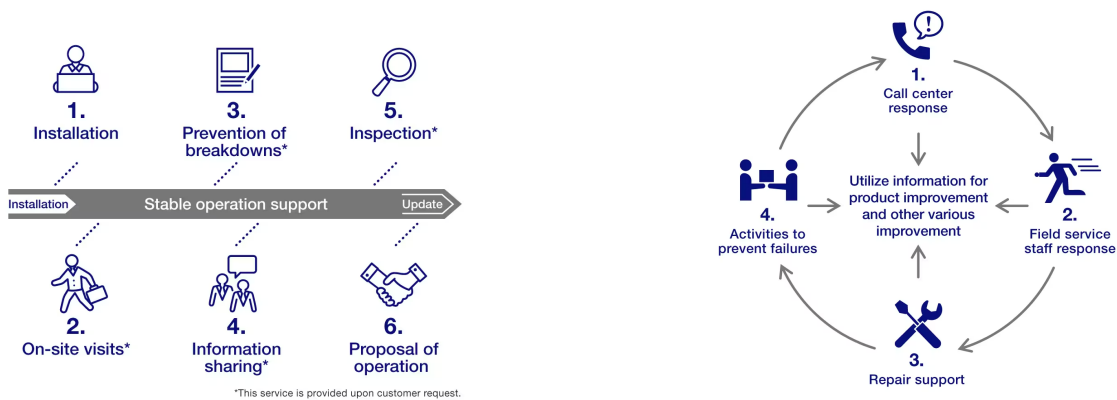 1.
Installation
3.
Prevention of
breakdowns*
5.
Inspection*
Installation
Stable operation support
Update
2.
On-site visits*
4.
Information
sharing*
6.
Proposal of
operation
*This service is provided upon customer request.
1.
Call center
response
Utilize information for
product improvement
and other various
improvement
2.
Field service
staff response
3.
Repair support
4.
Activities to
prevent failures